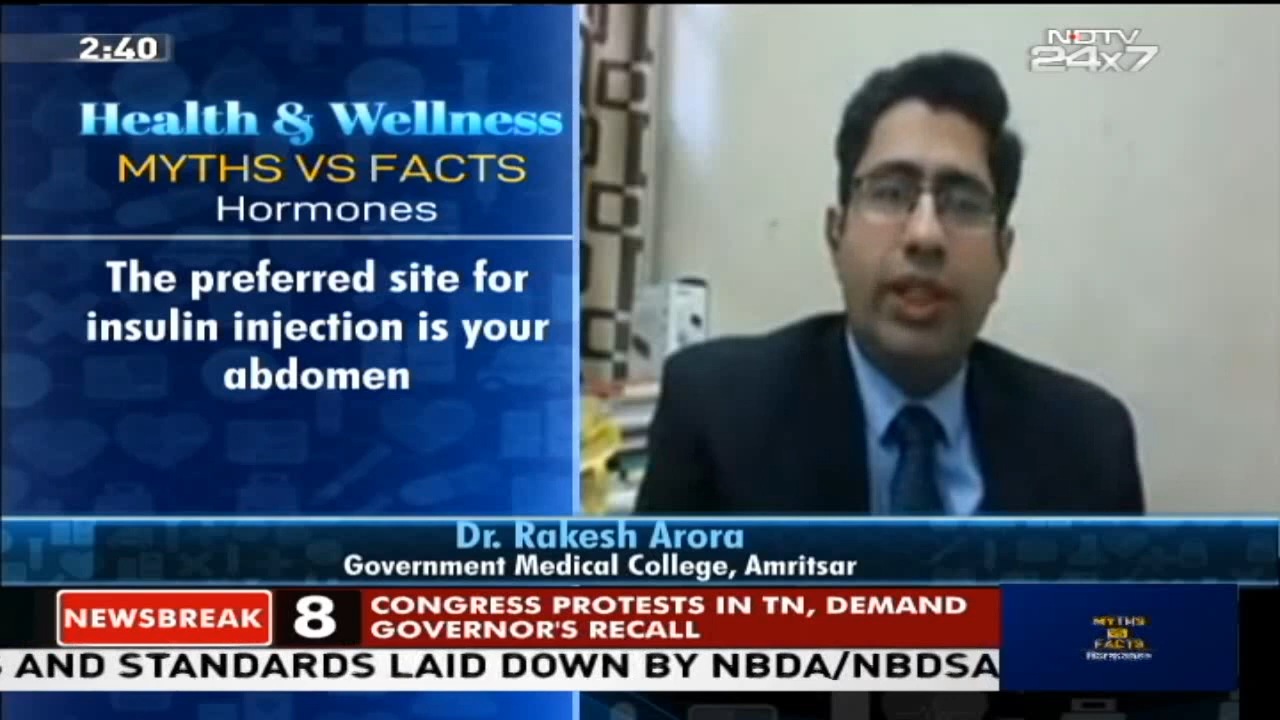 2:40
NDTV
24x7
Health & Wellness
MYTHS VS FACTS
Hormones
The preferred site for
insulin injection is your
abdomen
Dr. Rakesh Arora
Government Medical College, Amritsar
NEWSBREAK 8 CONGRESS PROTESTS IN TN, DEMAND
GOVERNOR'S RECALL
MYTHS
VS
FACTS
Hormones
S AND STANDARDS LAID DOWN BY NBDA/NBDSA